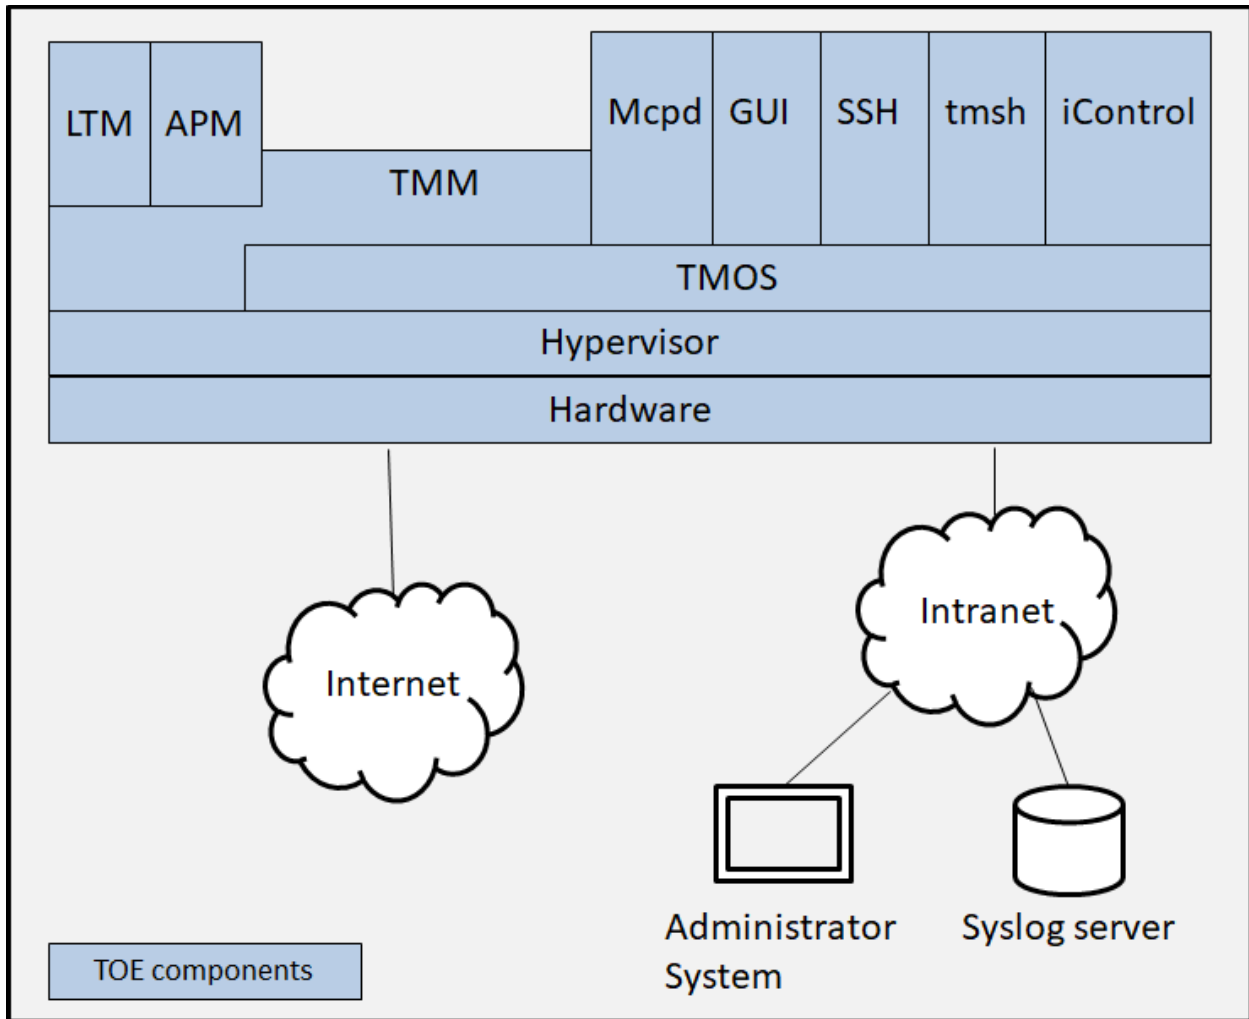 LTM
APM
TMM
Mcpd
GUI
SSH
tmsh
iControl
TMOS
Hypervisor
Hardware
Internet
Intranet
Administrator
System
Syslog server
TOE components